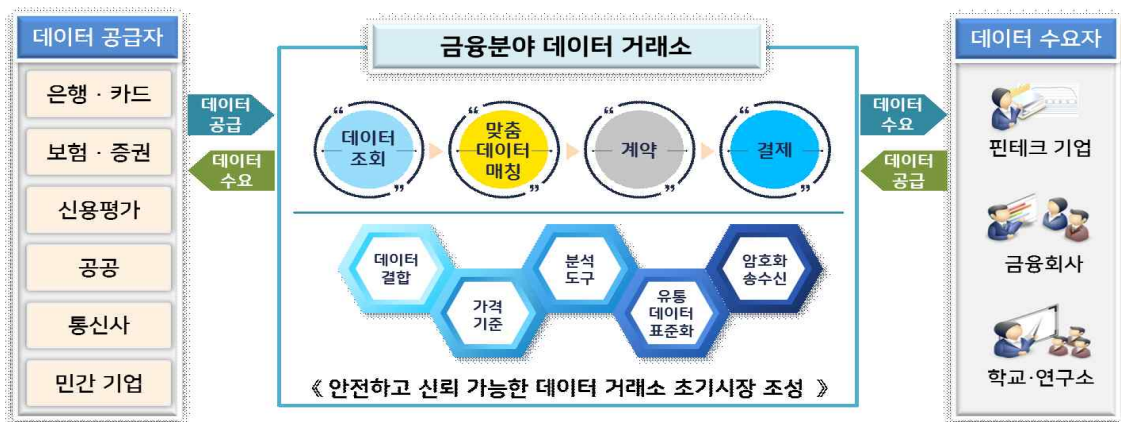 데이터 공급자
은행 · 카드
보험 · 증권
신용평가
공공
통신사
민간 기업
데이터
공급
데이터
수요
금융분야 데이터 거래소
데이터
조회
맞춤
데이터
매칭
계약
결제
데이터
결합
가격
기준
분석
도구
유통
데이터
표준화
암호화
송수신
《 안전하고 신뢰 가능한 데이터 거래소 초기시장 조성 》
데이터
수요
데이터
공급
데이터 수요자
핀테크 기업
금융회사
학교·연구소